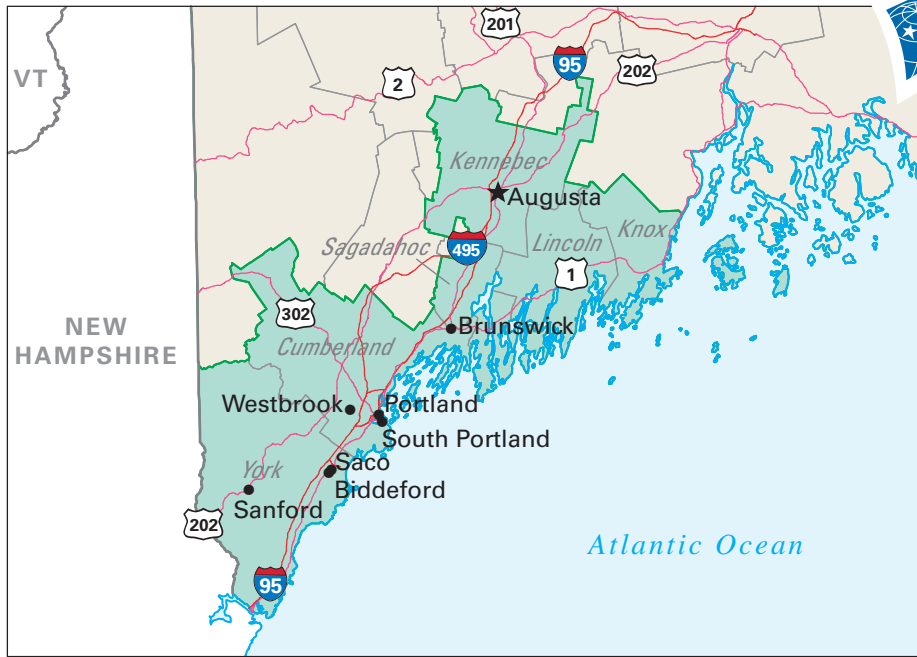 201
95
VT
2
202
Kennebec
Augusta
Knox
Sagadahoc
495
Lincoln
1
302
NEW
HAMPSHIRE
Brunswick
Cumberland
Westbrook
Portland
South Portland
Saco
York
Biddeford
Sanford
202
Atlantic Ocean
95